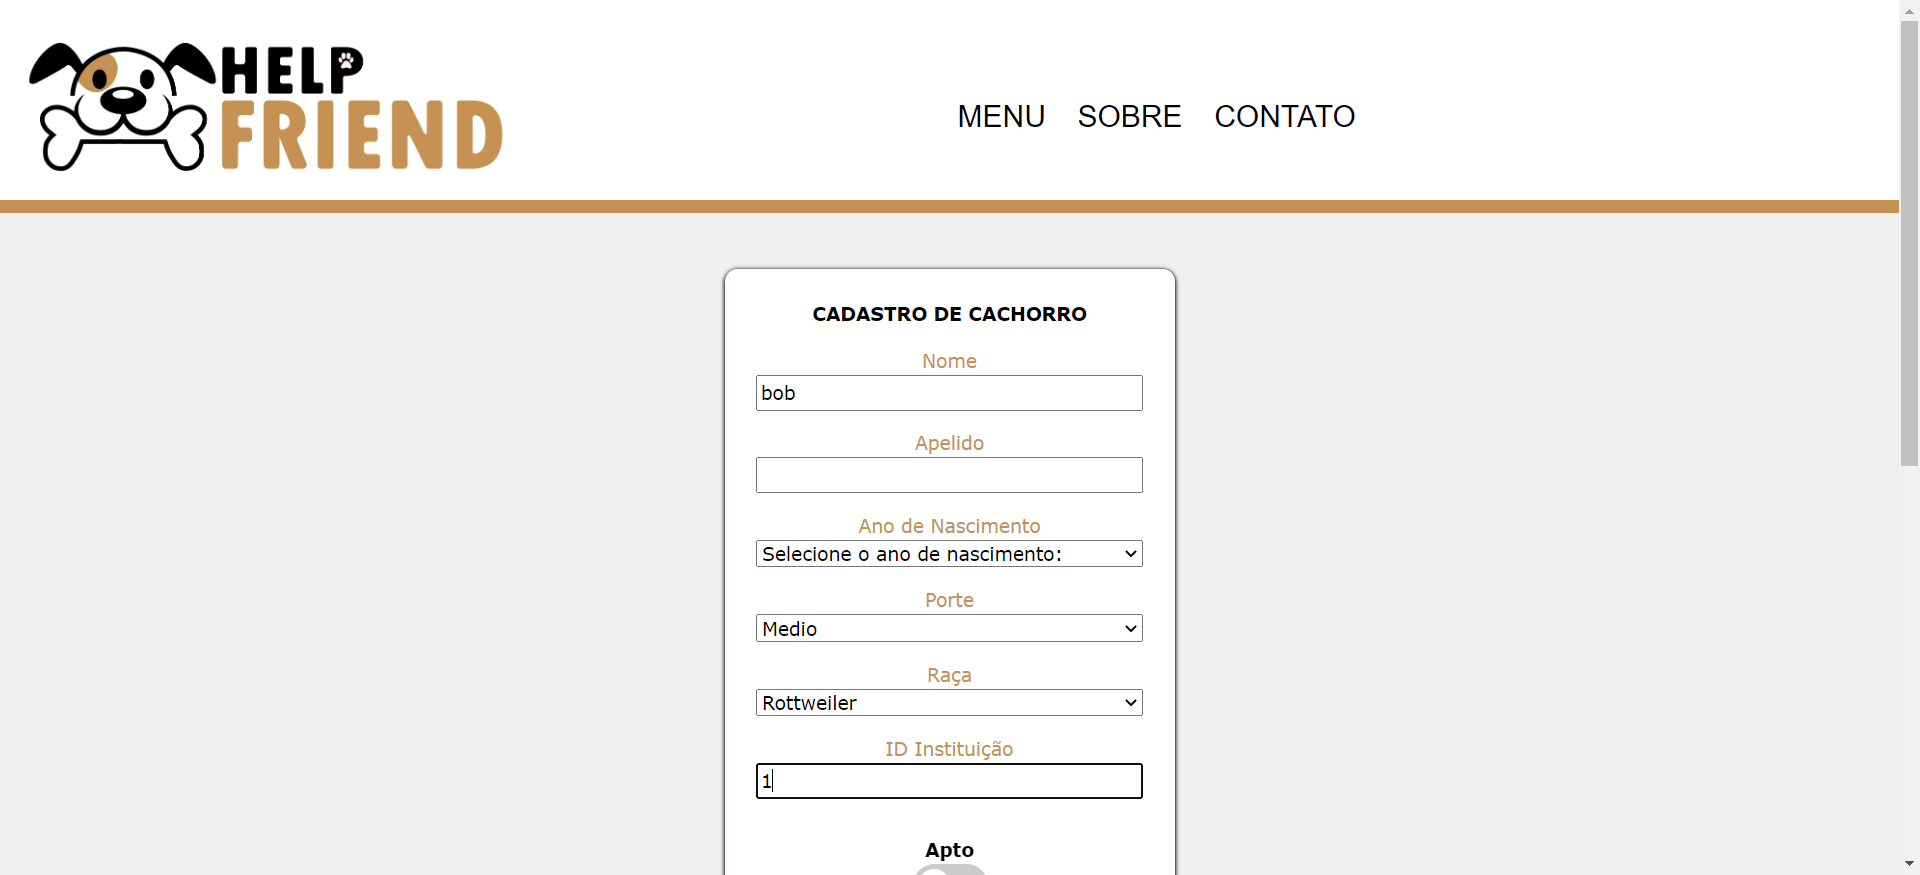 HELP
FRIEND
MENU SOBRE CONTATO
CADASTRO DE CACHORRO
Nome
bob
Apelido
Ano de Nascimento
Selecione o ano de nascimento:
Porte
Medio
Raça
Rottweiler
ID Instituição
1
Apto